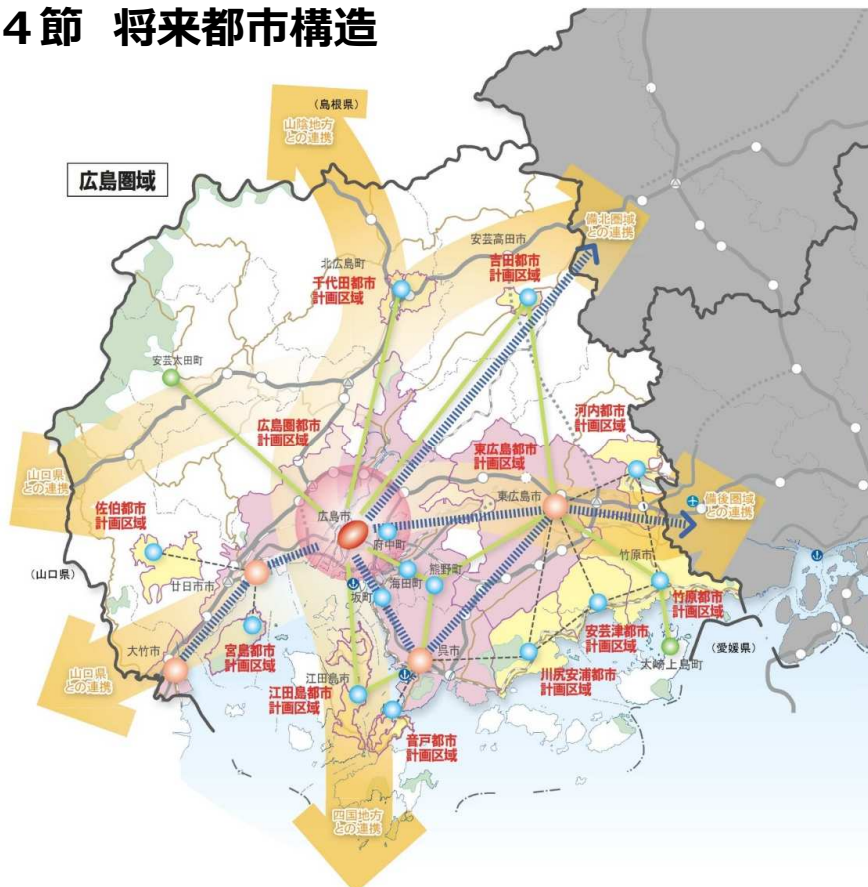 ４節 将来都市構造
（島根県）
山陰地方
との連携
広島圏域
備北圏域
との連携
安芸高田市
北広島町
吉田都市
計画区域
千代田都市
計画区域
安芸太田町
広島圏都市
計画区域
河内都市
計画区域
東広島都市
計画区域
山口県
との連携
備後圏域
との連携
佐伯都市
計画区域
東広島市
広島市
府中町
（山口県）
廿日市市
海田町
熊野町
竹原市
坂町
竹原都市
計画区域
安芸津都市
計画区域
大竹市
宮島都市
計画区域
呉市
（愛媛県）
大崎上島町
山口県
との連携
川尻安浦都市
計画区域
江田島市
江田島都市
計画区域
音戸都市
計画区域
四国地方
との連携